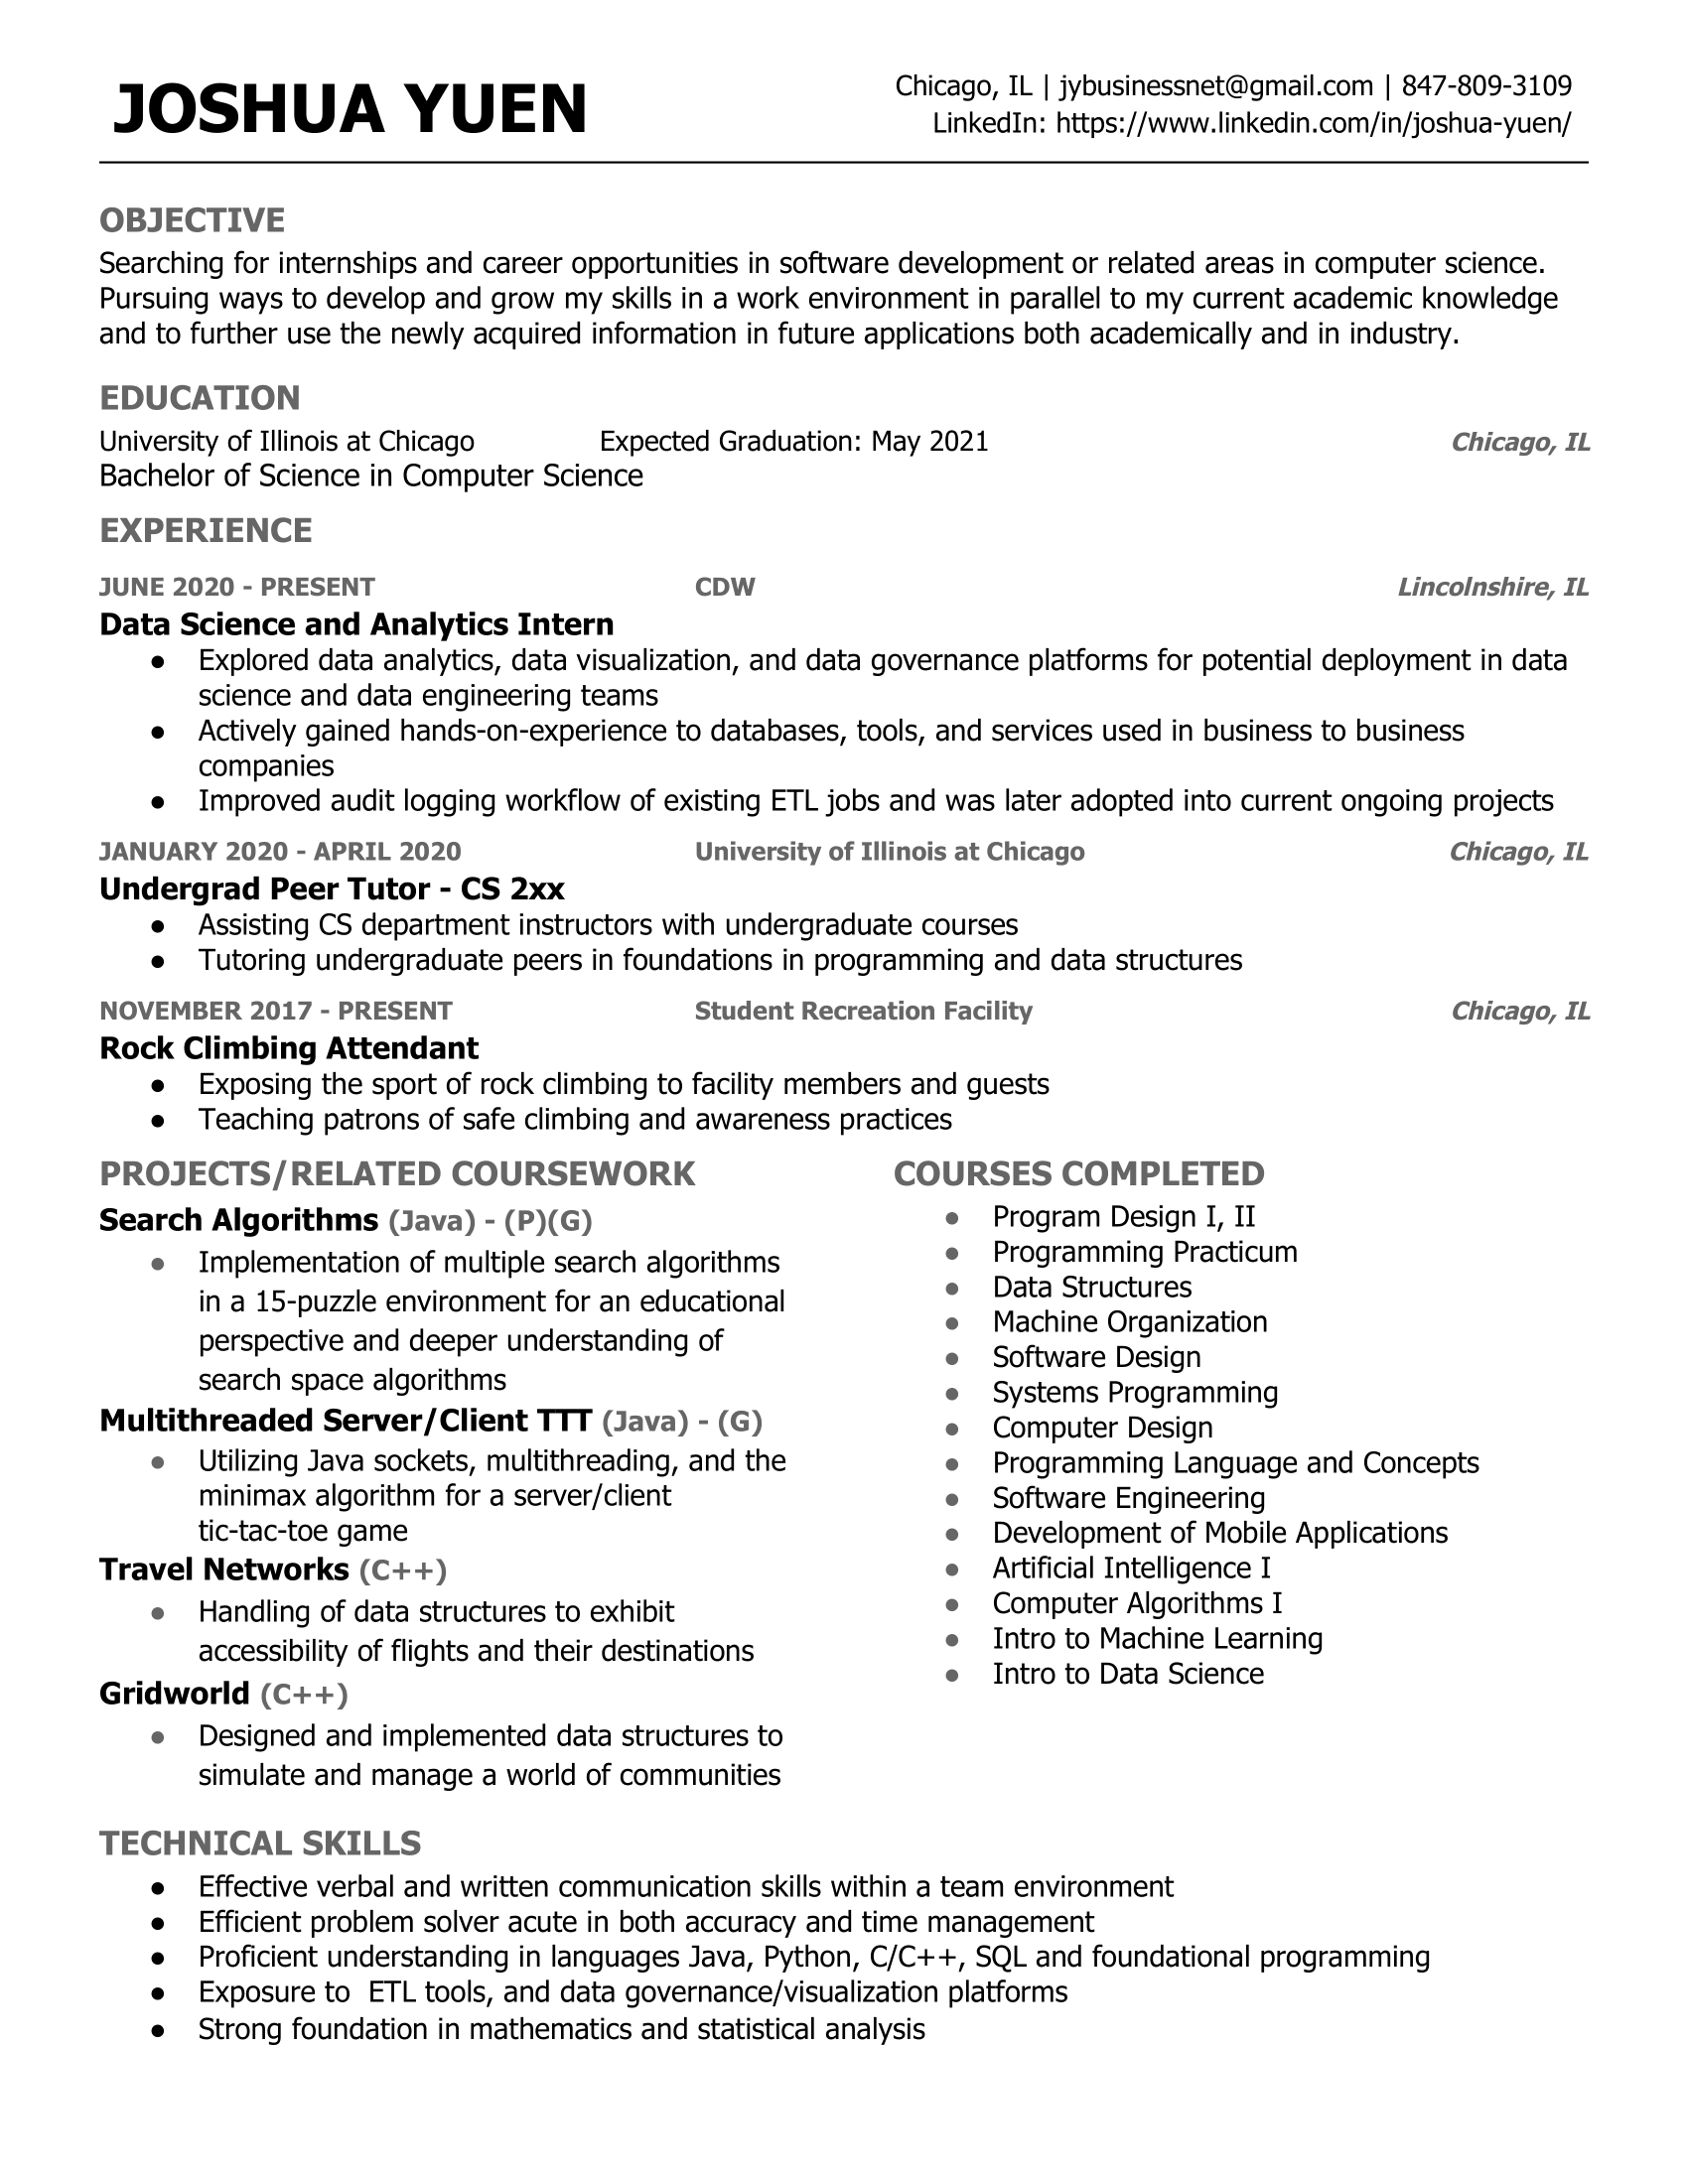 JOSHUA YUEN
Chicago, IL | jybusinessnet@gmail.com | 847-809-3109
LinkedIn: https://www.linkedin.com/in/joshua-yuen/
OBJECTIVE
Searching for internships and career opportunities in software development or related areas in computer science.
Pursuing ways to develop and grow my skills in a work environment in parallel to my current academic knowledge
and to further use the newly acquired information in future applications both academically and in industry.
EDUCATION
University of Illinois at Chicago Expected Graduation: May 2021 Chicago, IL
Bachelor of Science in Computer Science
EXPERIENCE
JUNE 2020 - PRESENT CDW Lincolnshire, IL
Data Science and Analytics Intern
● Explored data analytics, data visualization, and data governance platforms for potential deployment in data
science and data engineering teams
● Actively gained hands-on-experience to databases, tools, and services used in business to business
companies
● Improved audit logging workflow of existing ETL jobs and was later adopted into current ongoing projects
JANUARY 2020 - APRIL 2020 University of Illinois at Chicago Chicago, IL
Undergrad Peer Tutor - CS 2xx
● Assisting CS department instructors with undergraduate courses
● Tutoring undergraduate peers in foundations in programming and data structures
NOVEMBER 2017 - PRESENT Student Recreation Facility Chicago, IL
Rock Climbing Attendant
● Exposing the sport of rock climbing to facility members and guests
● Teaching patrons of safe climbing and awareness practices
PROJECTS/RELATED COURSEWORK
Search Algorithms (Java) - (P)(G)
● Implementation of multiple search algorithms
in a 15-puzzle environment for an educational
perspective and deeper understanding of
search space algorithms
Multithreaded Server/Client TTT (Java) - (G)
● Utilizing Java sockets, multithreading, and the
minimax algorithm for a server/client
tic-tac-toe game
Travel Networks (C++)
● Handling of data structures to exhibit
accessibility of flights and their destinations
Gridworld (C++)
● Designed and implemented data structures to
simulate and manage a world of communities
COURSES COMPLETED
● Program Design I, II
● Programming Practicum
● Data Structures
● Machine Organization
● Software Design
● Systems Programming
● Computer Design
● Programming Language and Concepts
● Software Engineering
● Development of Mobile Applications
● Artificial Intelligence I
● Computer Algorithms I
● Intro to Machine Learning
● Intro to Data Science
TECHNICAL SKILLS
● Effective verbal and written communication skills within a team environment
● Efficient problem solver acute in both accuracy and time management
● Proficient understanding in languages Java, Python, C/C++, SQL and foundational programming
● Exposure to  ETL tools, and data governance/visualization platforms
● Strong foundation in mathematics and statistical analysis